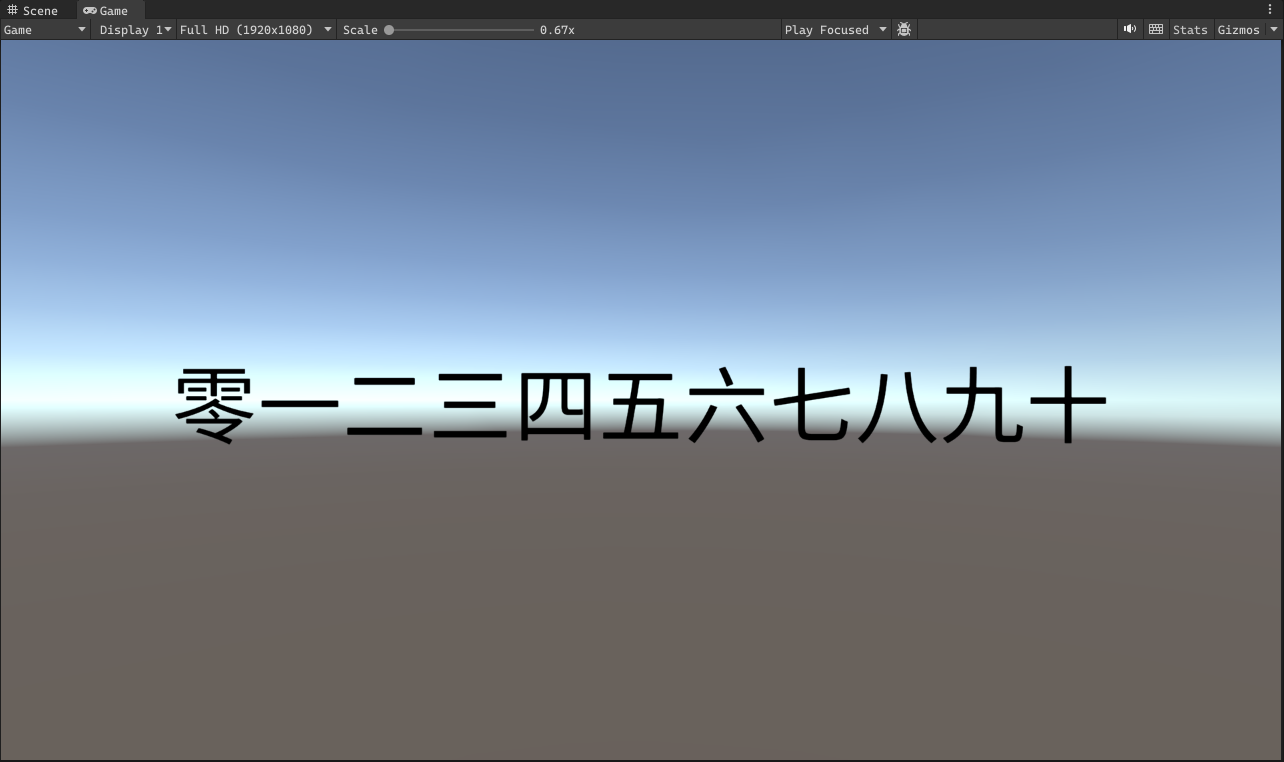 Scene Game
Game Display 1 Full HD (1920x1080) Scale 0.67x Play Focused Stats Gizmos
零一二三四五六七八九十